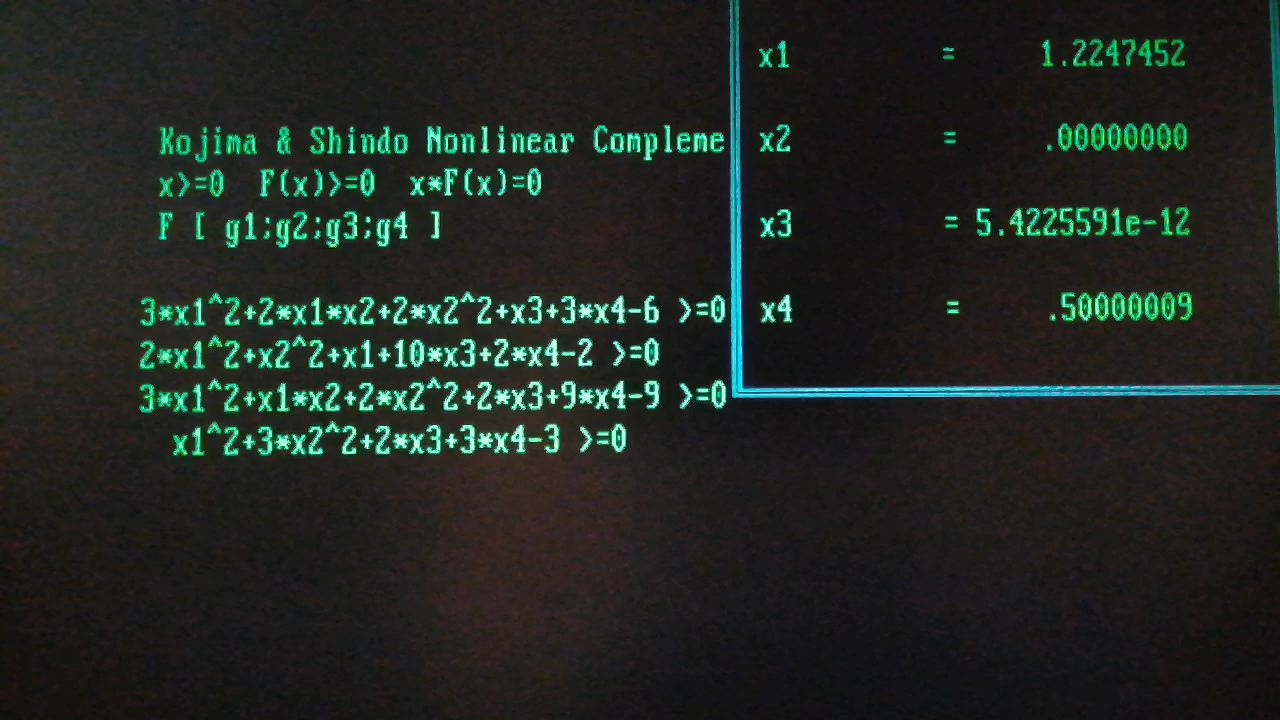 Kojima & Shindo Nonlinear Compleme
x>=0 F(x)>=0 x*F(x)=0
F [ g1;g2;g3;g4 ]
3*x1^2+2*x1*x2+2*x2^2+x3+3*x4-6 >=0
2*x1^2+x2^2+x1+10*x3+2*x4-2 >=0
3*x1^2+x1*x2+2*x2^2+2*x3+9*x4-9 >=0
x1^2+3*x2^2+2*x3+3*x4-3 >=0
x1 = 1.2247452
x2 = .00000000
x3 = 5.4225591e-12
x4 = .50000009